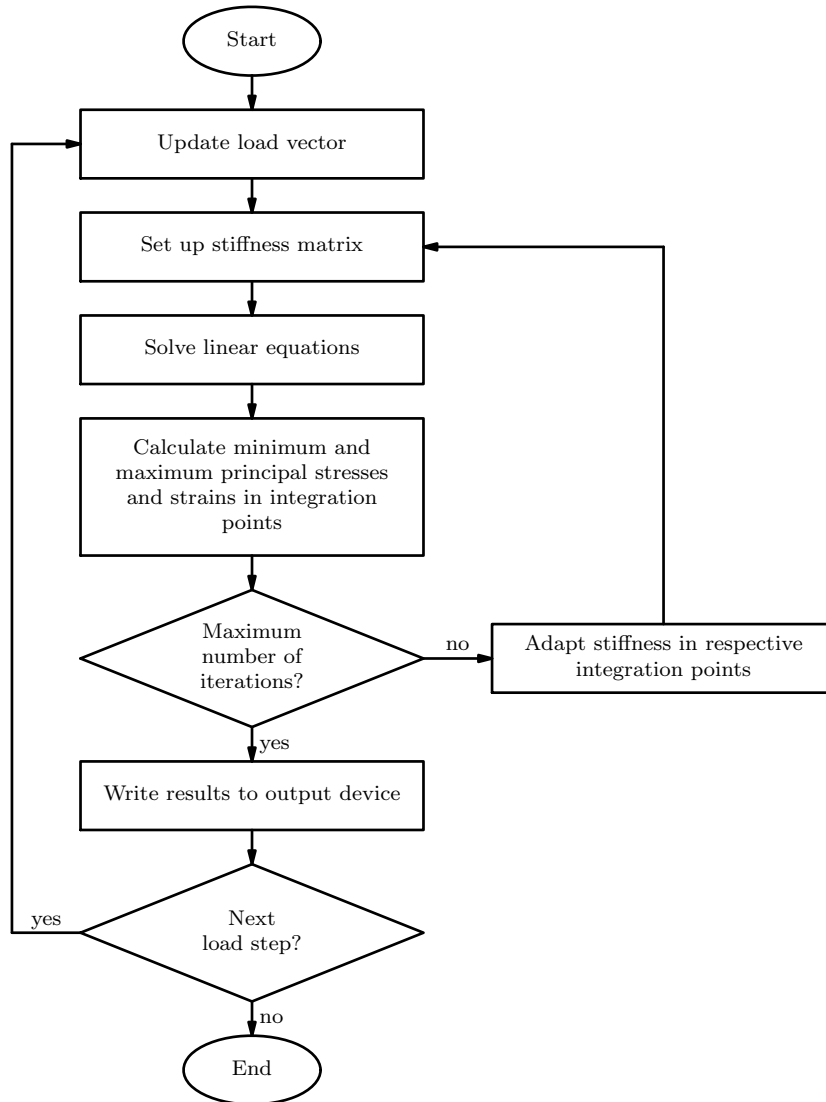 Start
Update load vector
Set up stiffness matrix
Solve linear equations
Calculate minimum and
maximum principal stresses
and strains in integration
points
Maximum
number of
iterations?
no
Adapt stiffness in respective
integration points
yes
Write results to output device
Next
load step?
yes
no
End